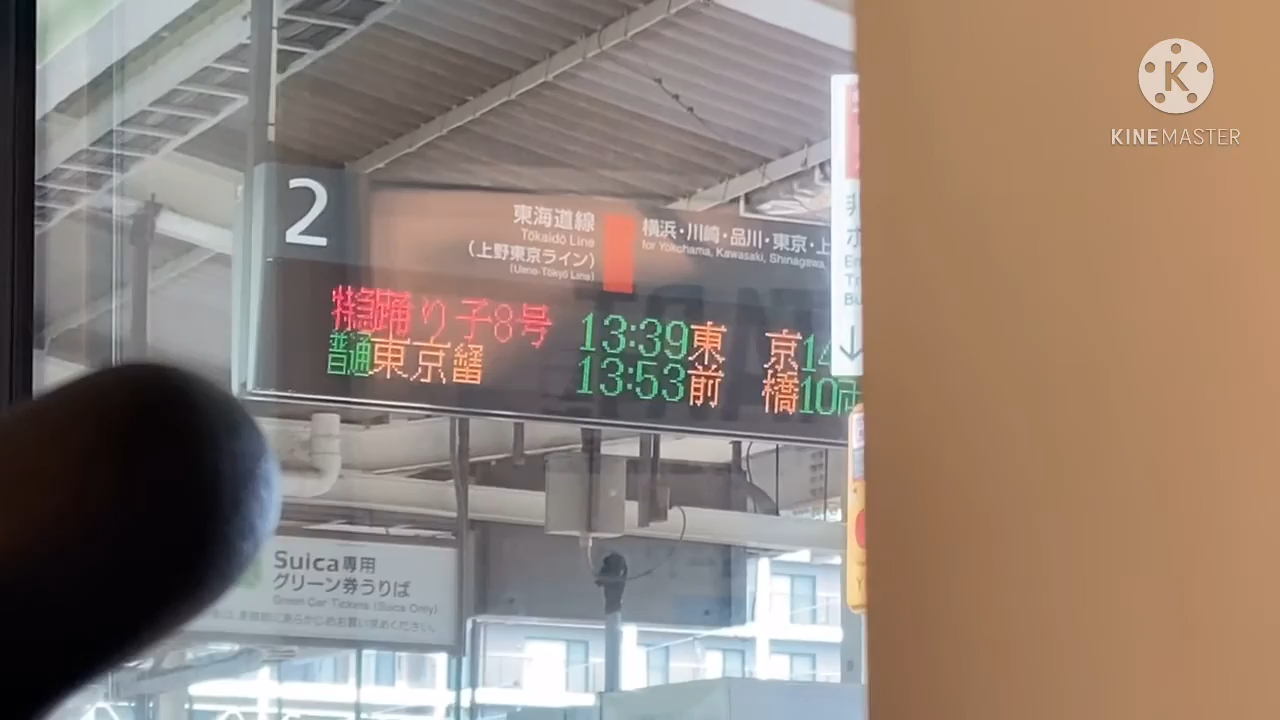 2
東海道線
Tōkaidō Line
(上野東京ライン)
(Ueno-Tōkyō Line)
横浜・川崎・品川・東京・上
for Yokohama, Kawasaki, Shinagawa,
特急踊り子8号 13:39 東京 14
普通東京経 13:53 前橋 10両
Suica専用
グリーン券うりば
Green Car Tickets (Suica Only)
非
ボ
↓
K
KINEMASTER